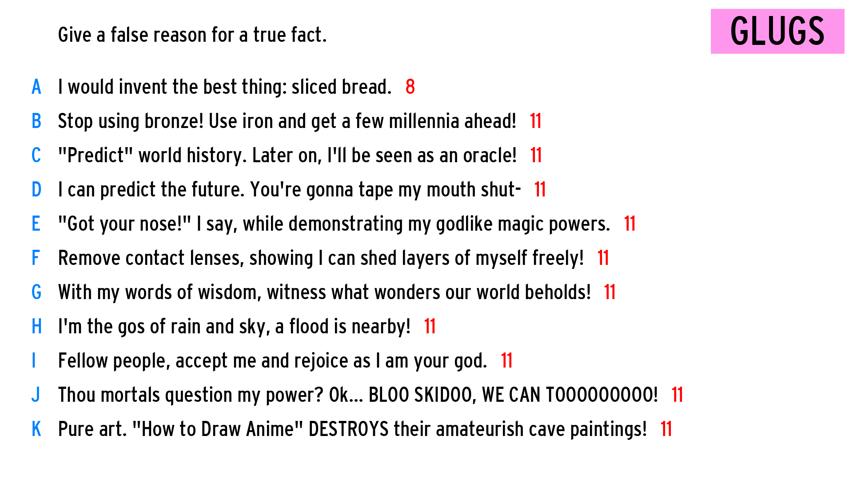 Give a false reason for a true fact.
GLUGS
A I would invent the best thing: sliced bread. 8
B Stop using bronze! Use iron and get a few millennia ahead! 11
C "Predict" world history. Later on, I'll be seen as an oracle! 11
D I can predict the future. You're gonna tape my mouth shut- 11
E "Got your nose!" I say, while demonstrating my godlike magic powers. 11
F Remove contact lenses, showing I can shed layers of myself freely! 11
G With my words of wisdom, witness what wonders our world beholds! 11
H I'm the gos of rain and sky, a flood is nearby! 11
I Fellow people, accept me and rejoice as I am your god. 11
J Thou mortals question my power? Ok... BLOO SKIDOO, WE CAN TOOOOOOOOO! 11
K Pure art. "How to Draw Anime" DESTROYS their amateurish cave paintings! 11